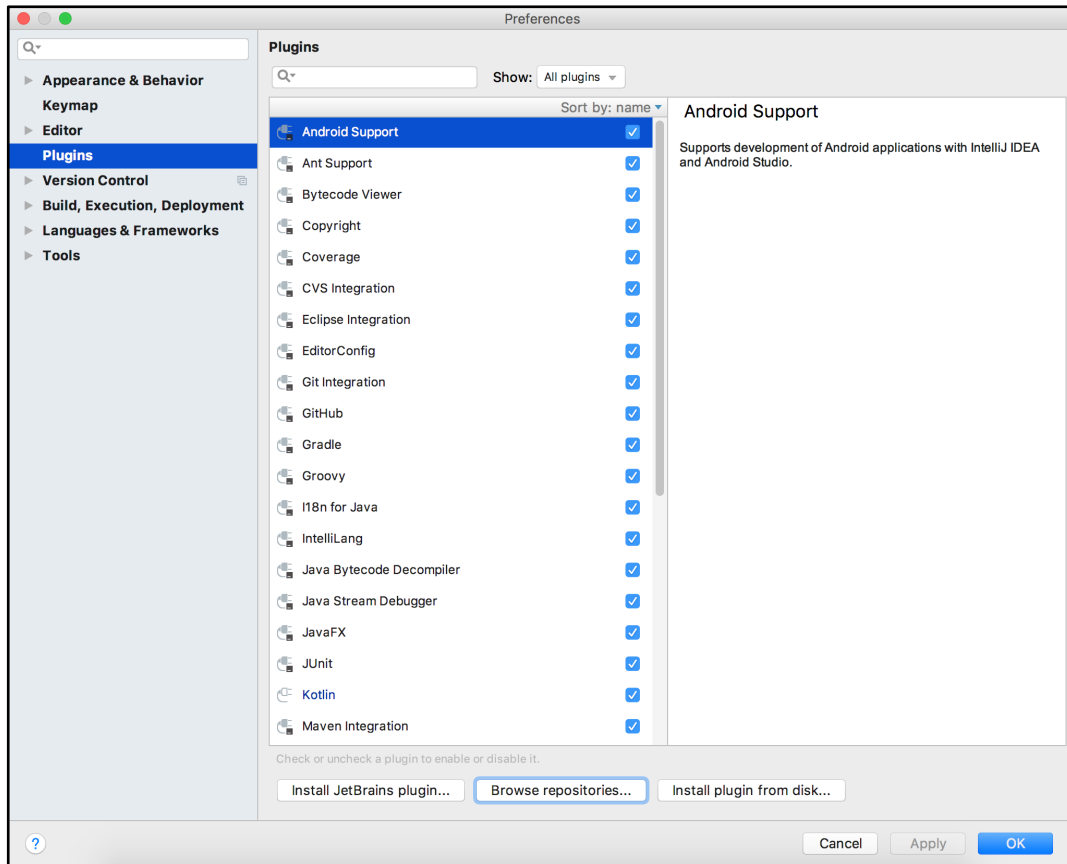 Preferences
Appearance & Behavior
Keymap
Editor
Plugins
Version Control
Build, Execution, Deployment
Languages & Frameworks
Tools
Plugins
Show: All plugins
Sort by: name
Android Support
Ant Support
Bytecode Viewer
Copyright
Coverage
CVS Integration
Eclipse Integration
EditorConfig
Git Integration
GitHub
Gradle
Groovy
I18n for Java
IntelliLang
Java Bytecode Decompiler
Java Stream Debugger
JavaFX
JUnit
Kotlin
Maven Integration
Android Support
Supports development of Android applications with IntelliJ IDEA
and Android Studio.
Check or uncheck a plugin to enable or disable it.
Install JetBrains plugin... Browse repositories... Install plugin from disk...
? Cancel Apply OK